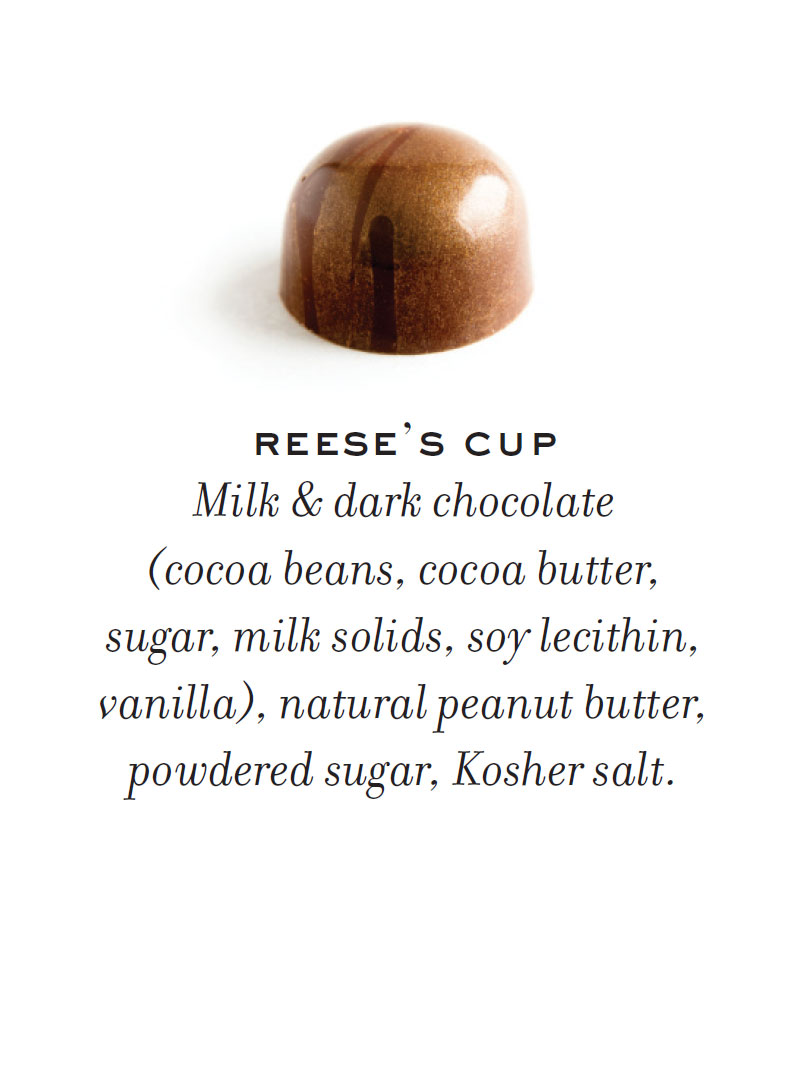 REESE’S CUP
Milk & dark chocolate
(cocoa beans, cocoa butter,
sugar, milk solids, soy lecithin,
vanilla), natural peanut butter,
powdered sugar, Kosher salt.